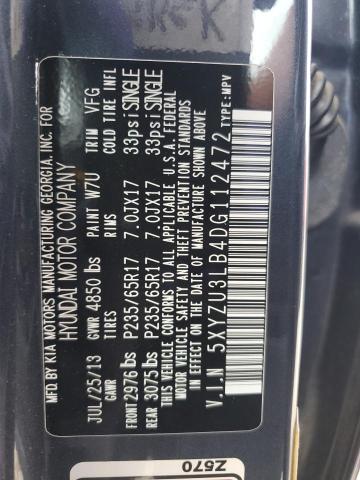 MFG.BY KIA MOTORS MANUFACTURING GEORGIA, INC. FOR
HYUNDAI MOTOR COMPANY
JUL/25/13 GVWR 4850 lbs PAINT W7U TRIM VFG
GAWR TIRES RIMS COLD TIRE INFL
FRONT 2976 lbs P235/65R17 7.0JX17 33psi SINGLE
REAR 3075 lbs P235/65R17 7.0JX17 33psi SINGLE
THIS VEHICLE CONFORMS TO ALL APPLICABLE U.S.A. FEDERAL
MOTOR VEHICLE SAFETY AND THEFT PREVENTION STANDARDS
IN EFFECT ON THE DATE OF MANUFACTURE SHOWN ABOVE
V.I.N 5XYZU3LB4DG112472 TYPE:MPV
Z570